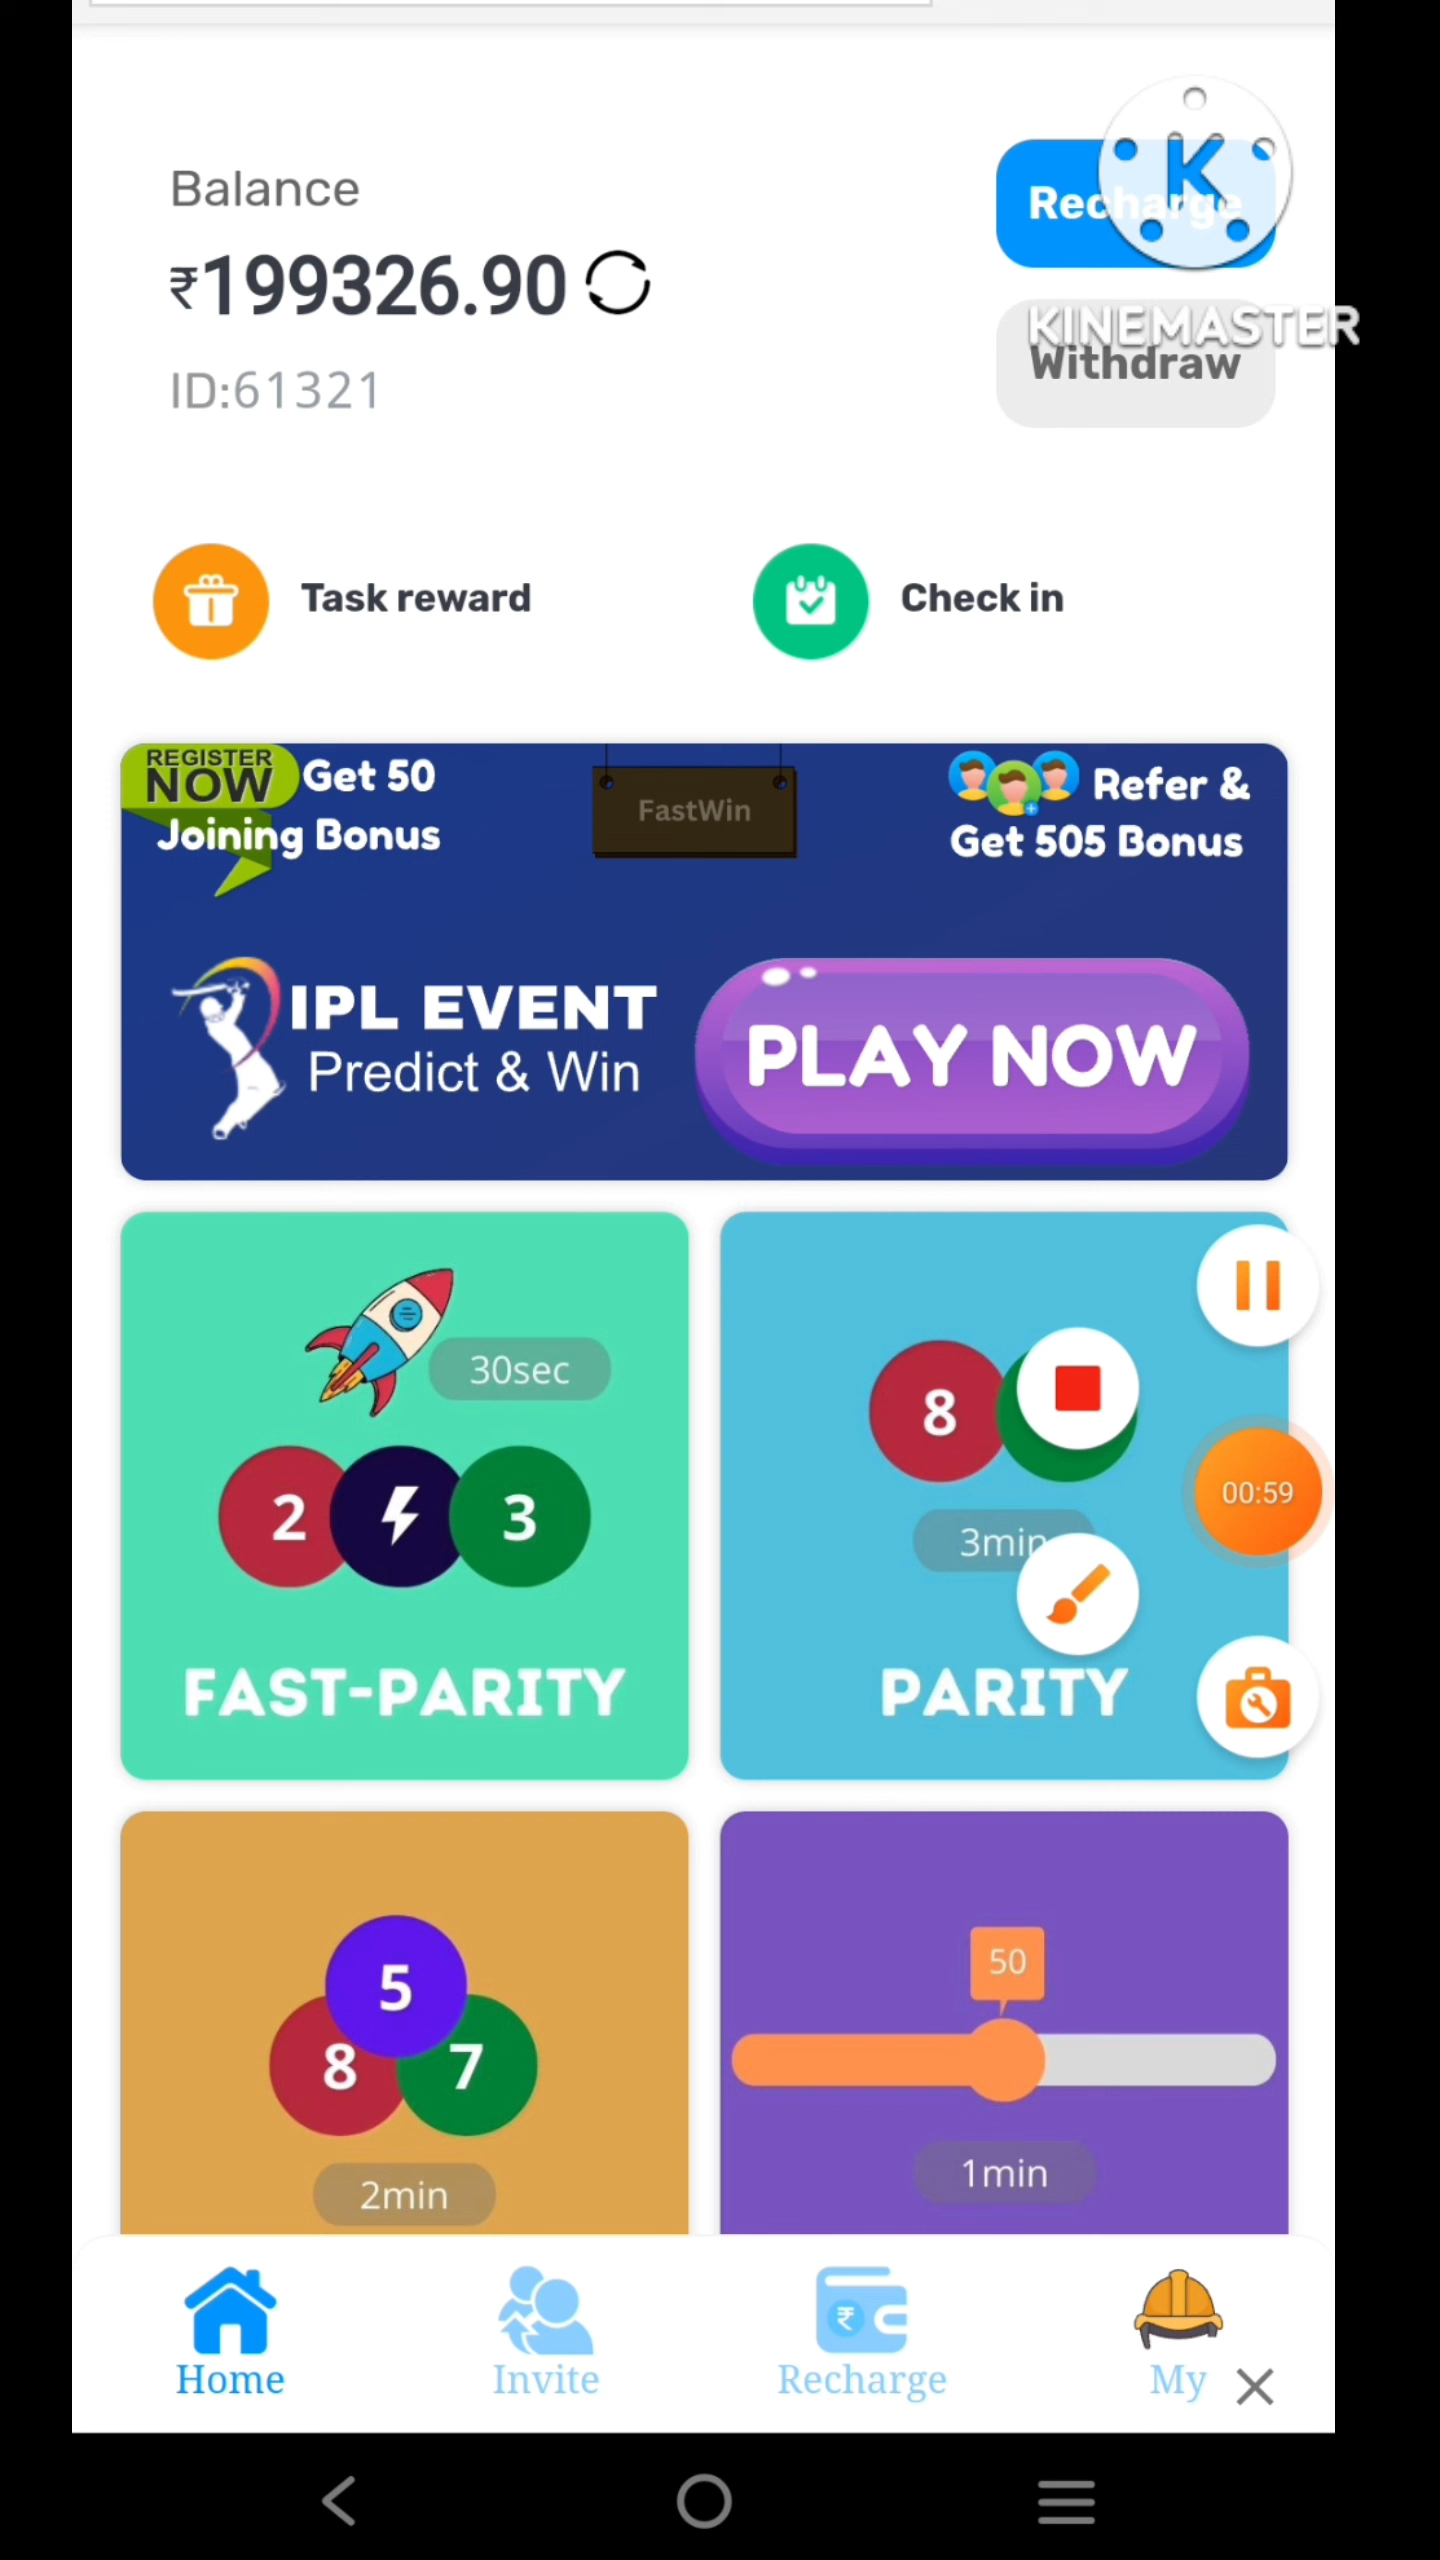 Balance
₹199326.90
ID:61321
Recharge
KINEMASTER
Withdraw
Task reward
Check in
REGISTER
NOW
Get 50
Joining Bonus
FastWin
Refer &
Get 505 Bonus
IPL EVENT
Predict & Win
PLAY NOW
30sec
2
3
FAST-PARITY
8
3min
PARITY
00:59
5
8
7
2min
50
1min
Home
Invite
Recharge
My